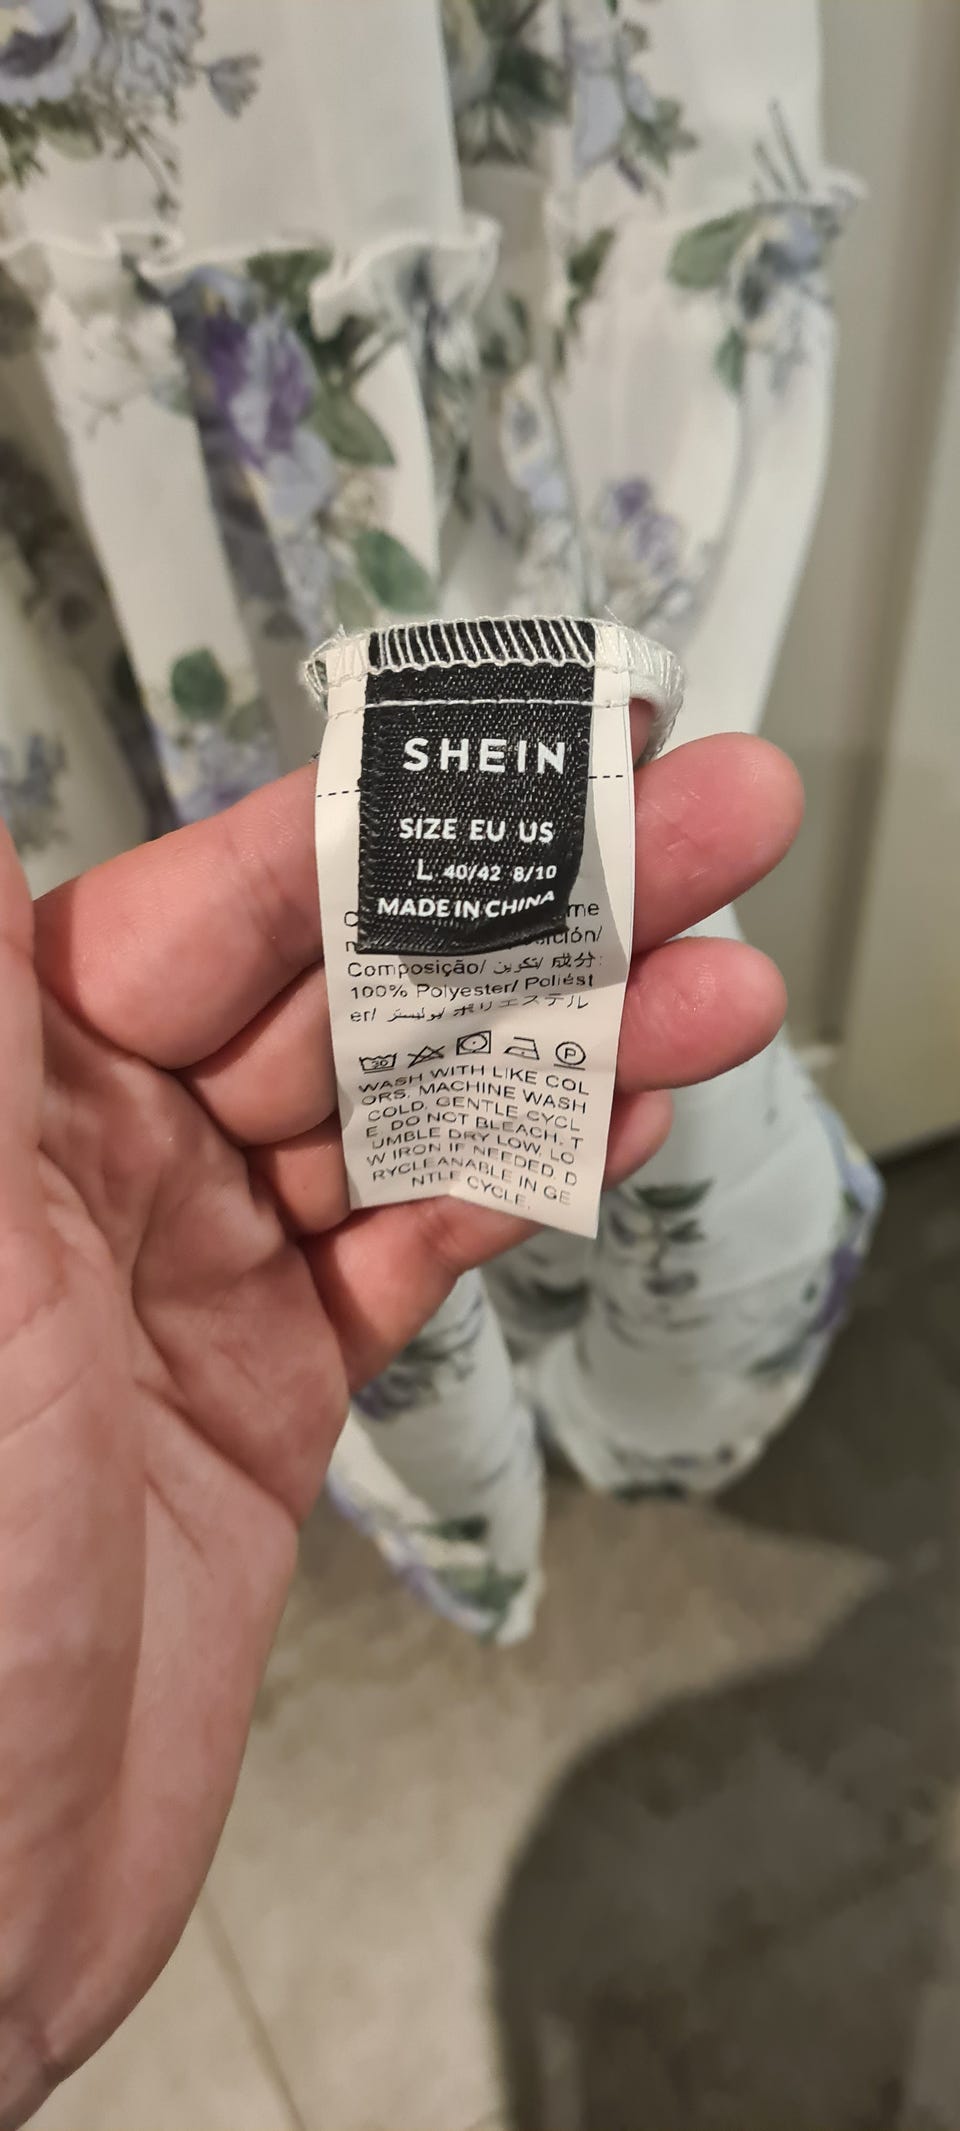 SHEIN
SIZE EU US
L 40/42 8/10
MADE IN CHINA
Composição/ تكوين/ 成分:
100% Polyester/ Poliést
er/ بوليستر/ ポリエステル
30 P
WASH WITH LIKE COL
ORS. MACHINE WASH
COLD, GENTLE CYCL
E. DO NOT BLEACH. T
UMBLE DRY LOW. LO
W IRON IF NEEDED. D
RYCLEANABLE IN GE
NTLE CYCLE.